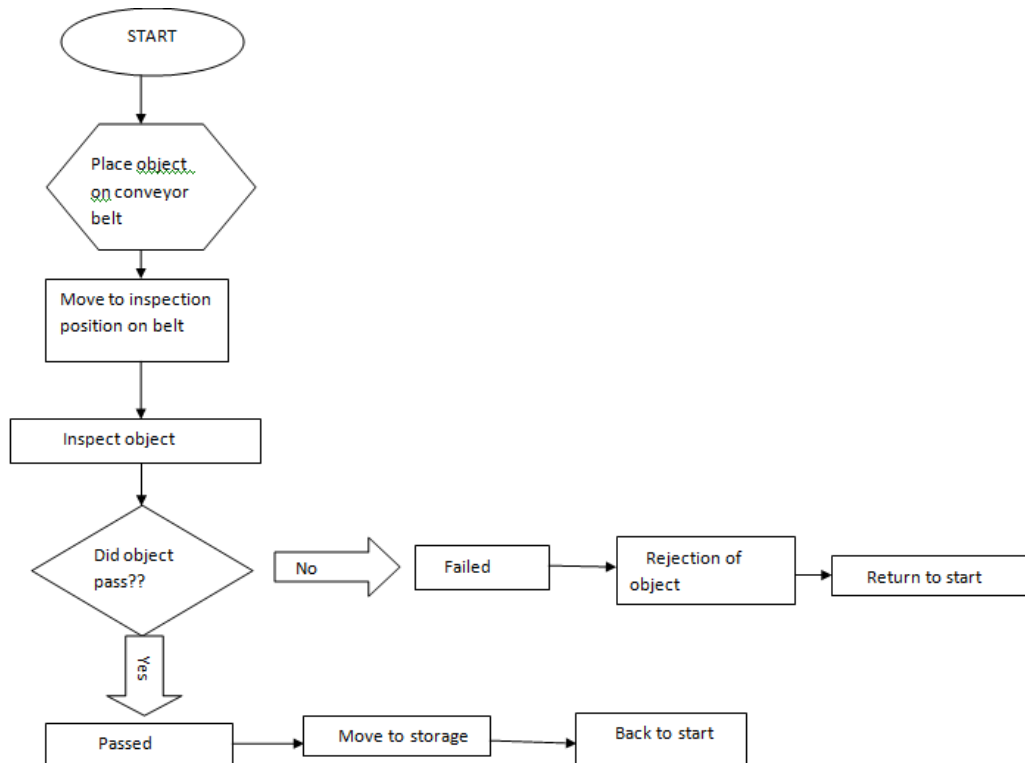 START
Place object
on conveyor
belt
Move to inspection
position on belt
Inspect object
Did object
pass??
No
Failed
Rejection of
object
Return to start
Yes
Passed
Move to storage
Back to start